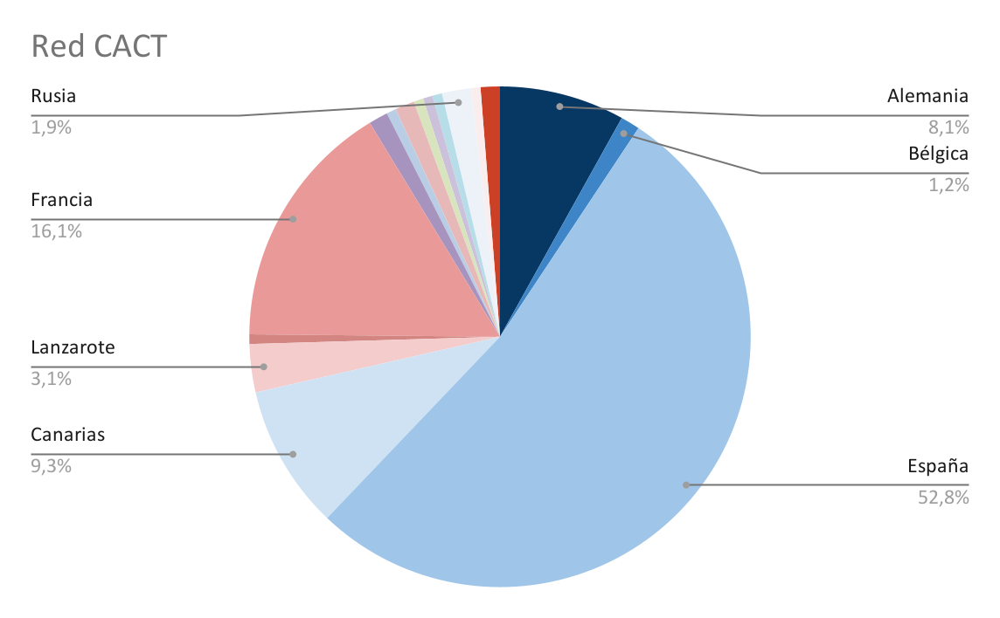 Red CACT
Rusia
1,9%
Francia
16,1%
Lanzarote
3,1%
Canarias
9,3%
Alemania
8,1%
Bélgica
1,2%
España
52,8%